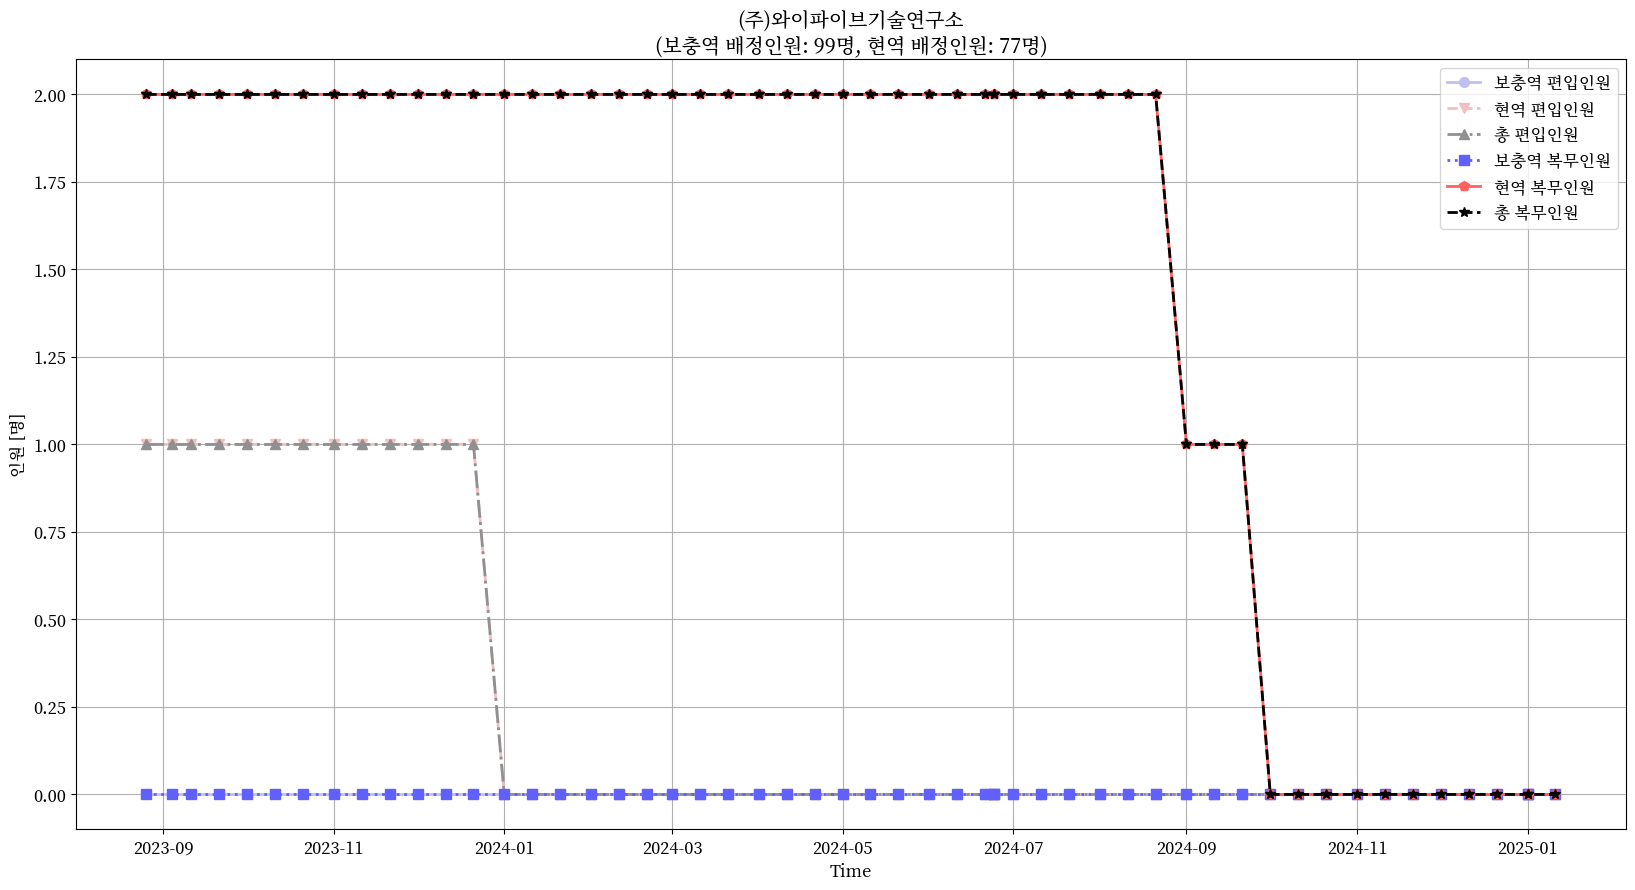 (주)와이파이브기술연구소
(보충역 배정인원: 99명, 현역 배정인원: 77명)
보충역 편입인원
현역 편입인원
총 편입인원
보충역 복무인원
현역 복무인원
총 복무인원
인원 [명]
2.00
1.75
1.50
1.25
1.00
0.75
0.50
0.25
0.00
2023-09
2023-11
2024-01
2024-03
2024-05
2024-07
2024-09
2024-11
2025-01
Time